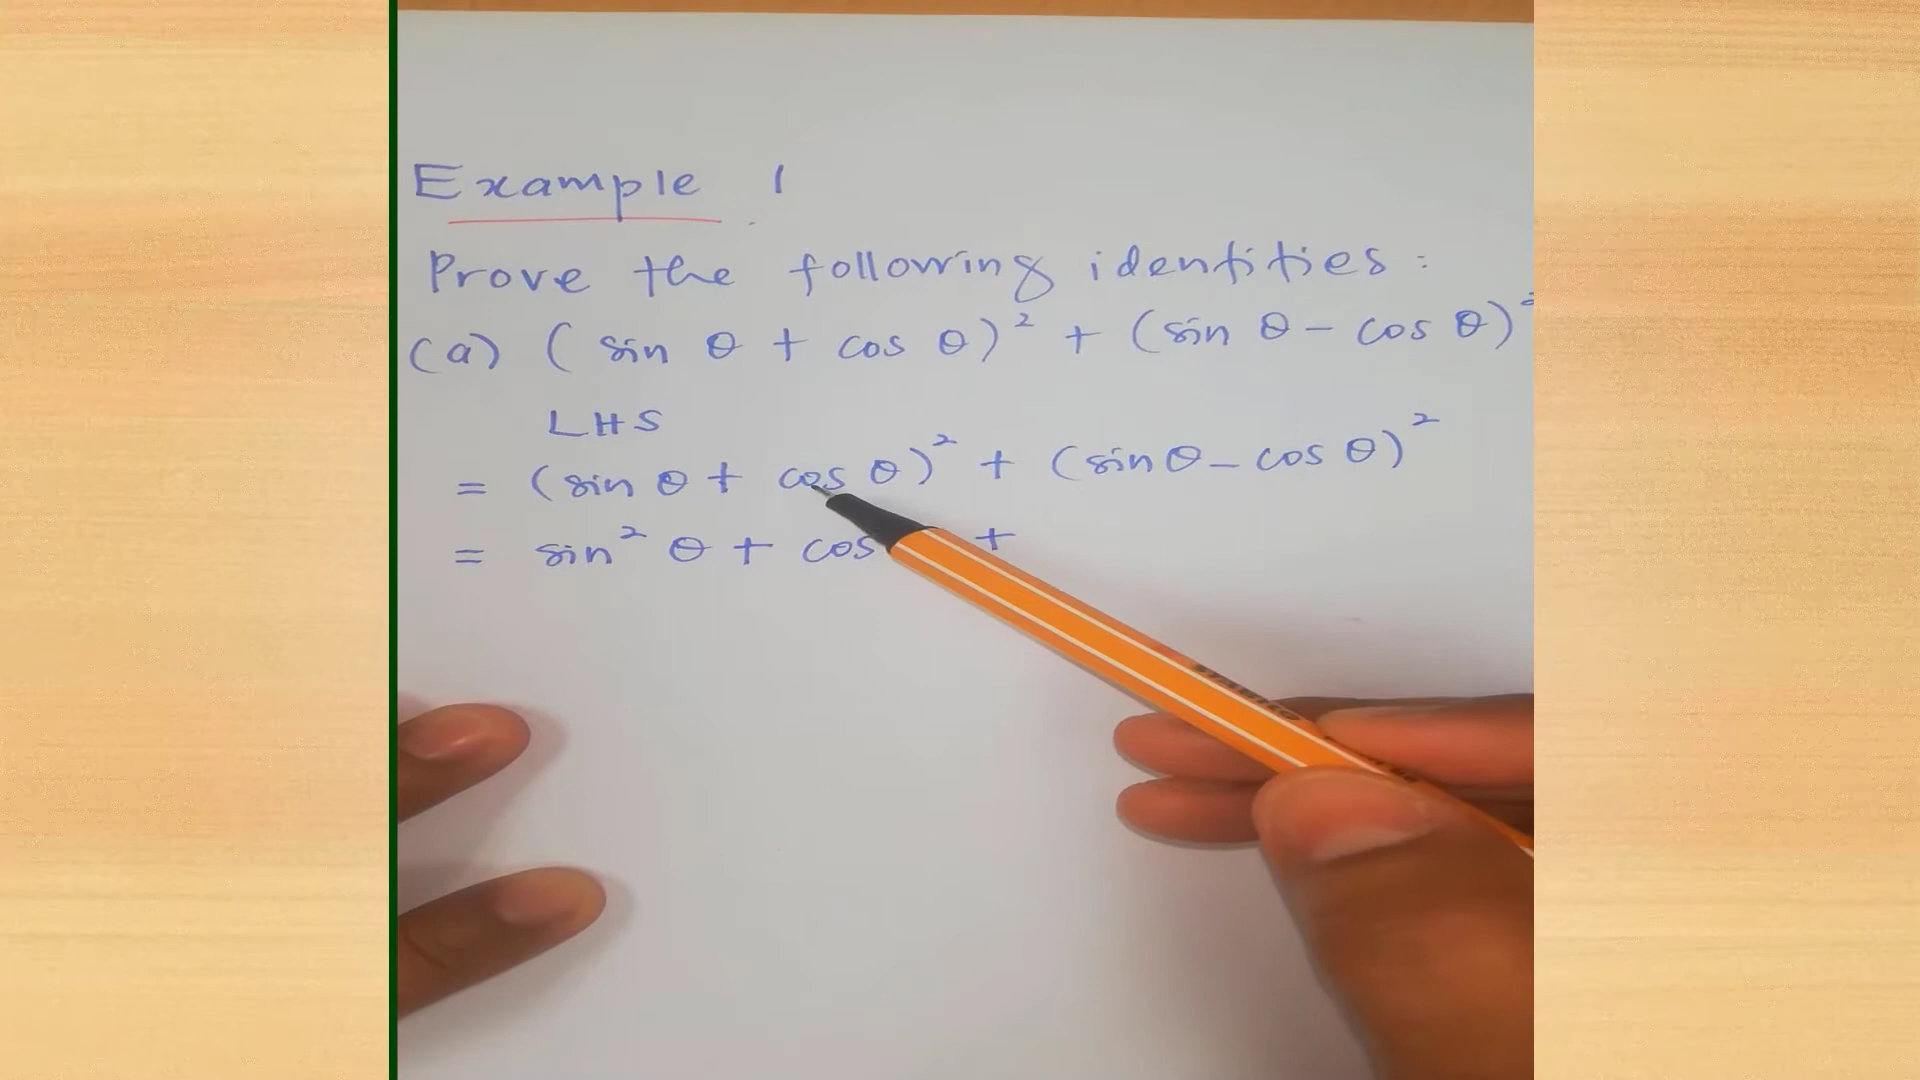 Example 1
Prove the following identities :
(a) (sin θ + cos θ)² + (sin θ – cos θ)²
LHS
= (sin θ + cos θ)² + (sin θ – cos θ)²
= sin² θ + cos +